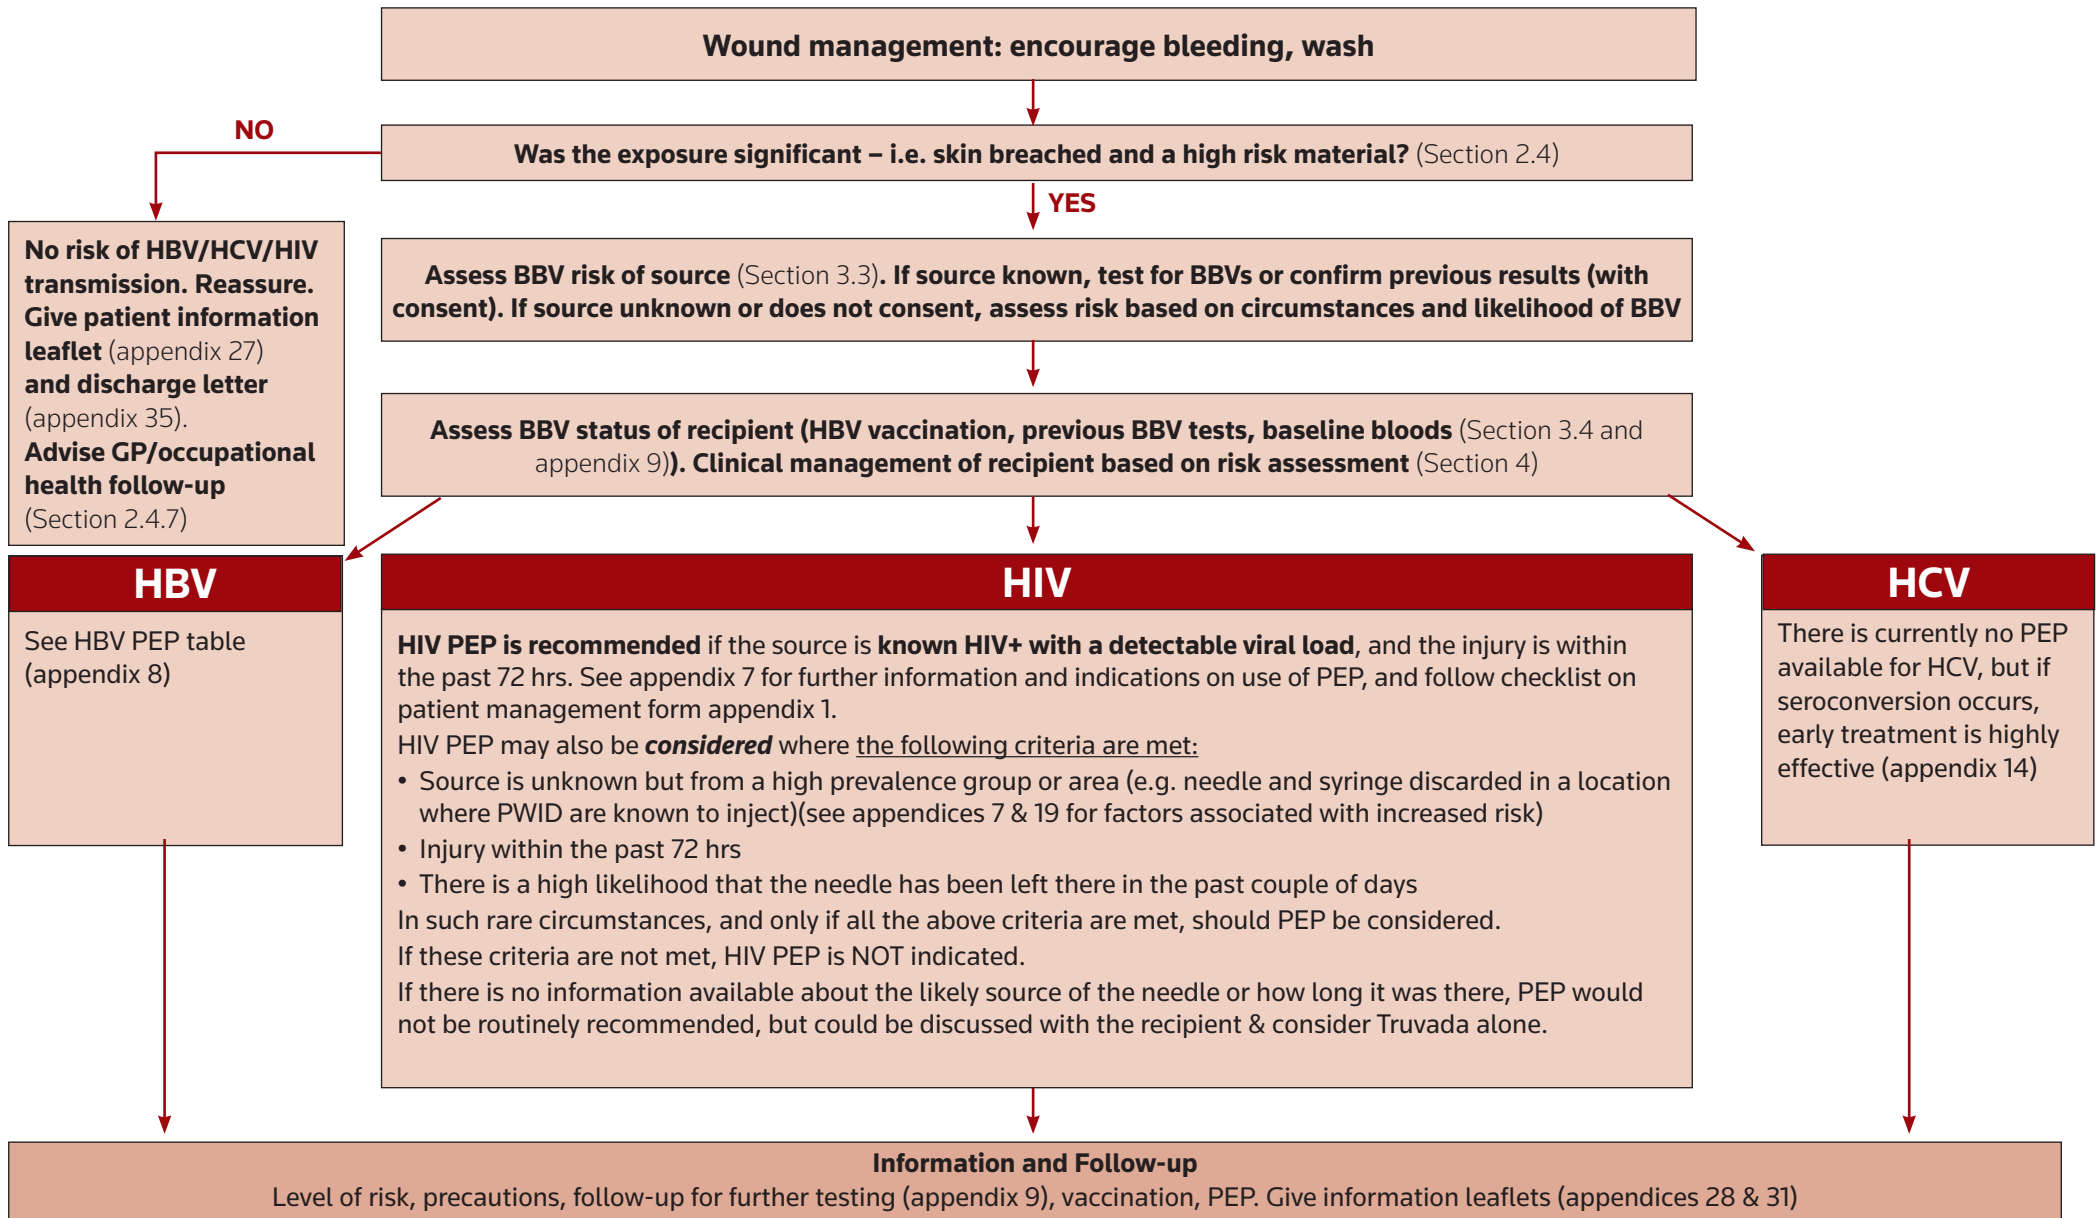 Wound management: encourage bleeding, wash
NO
Was the exposure significant – i.e. skin breached and a high risk material? (Section 2.4)
YES
No risk of HBV/HCV/HIV
transmission. Reassure.
Give patient information
leaflet (appendix 27)
and discharge letter
(appendix 35).
Advise GP/occupational
health follow-up
(Section 2.4.7)
Assess BBV risk of source (Section 3.3). If source known, test for BBVs or confirm previous results (with
consent). If source unknown or does not consent, assess risk based on circumstances and likelihood of BBV
Assess BBV status of recipient (HBV vaccination, previous BBV tests, baseline bloods (Section 3.4 and
appendix 9)). Clinical management of recipient based on risk assessment (Section 4)
HBV
See HBV PEP table
(appendix 8)
HIV
HIV PEP is recommended if the source is known HIV+ with a detectable viral load, and the injury is within
the past 72 hrs. See appendix 7 for further information and indications on use of PEP, and follow checklist on
patient management form appendix 1.
HIV PEP may also be considered where the following criteria are met:
• Source is unknown but from a high prevalence group or area (e.g. needle and syringe discarded in a location
where PWID are known to inject)(see appendices 7 & 19 for factors associated with increased risk)
• Injury within the past 72 hrs
• There is a high likelihood that the needle has been left there in the past couple of days
In such rare circumstances, and only if all the above criteria are met, should PEP be considered.
If these criteria are not met, HIV PEP is NOT indicated.
If there is no information available about the likely source of the needle or how long it was there, PEP would
not be routinely recommended, but could be discussed with the recipient & consider Truvada alone.
HCV
There is currently no PEP
available for HCV, but if
seroconversion occurs,
early treatment is highly
effective (appendix 14)
Information and Follow-up
Level of risk, precautions, follow-up for further testing (appendix 9), vaccination, PEP. Give information leaflets (appendices 28 & 31)